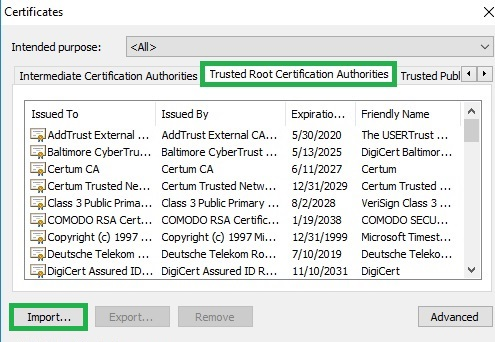 Certificates
Intended purpose: <All>
Intermediate Certification Authorities Trusted Root Certification Authorities Trusted Publ
Issued To Issued By Expiratio... Friendly Name
AddTrust External ... AddTrust External CA... 5/30/2020 The USERTrust ...
Baltimore CyberTru... Baltimore CyberTrust ... 5/13/2025 DigiCert Baltimor...
Certum CA Certum CA 6/11/2027 Certum
Certum Trusted Ne... Certum Trusted Netw... 12/31/2029 Certum Trusted ...
Class 3 Public Prima... Class 3 Public Primary ... 8/2/2028 VeriSign Class 3 ...
COMODO RSA Cert... COMODO RSA Certific... 1/19/2038 COMODO SECU...
Copyright (c) 1997 ... Copyright (c) 1997 M... 12/31/1999 Microsoft Timest...
Deutsche Telekom ... Deutsche Telekom Ro... 7/10/2019 Deutsche Teleko...
DigiCert Assured ID... DigiCert Assured ID R... 11/10/2031 DigiCert
Import... Export... Remove Advanced